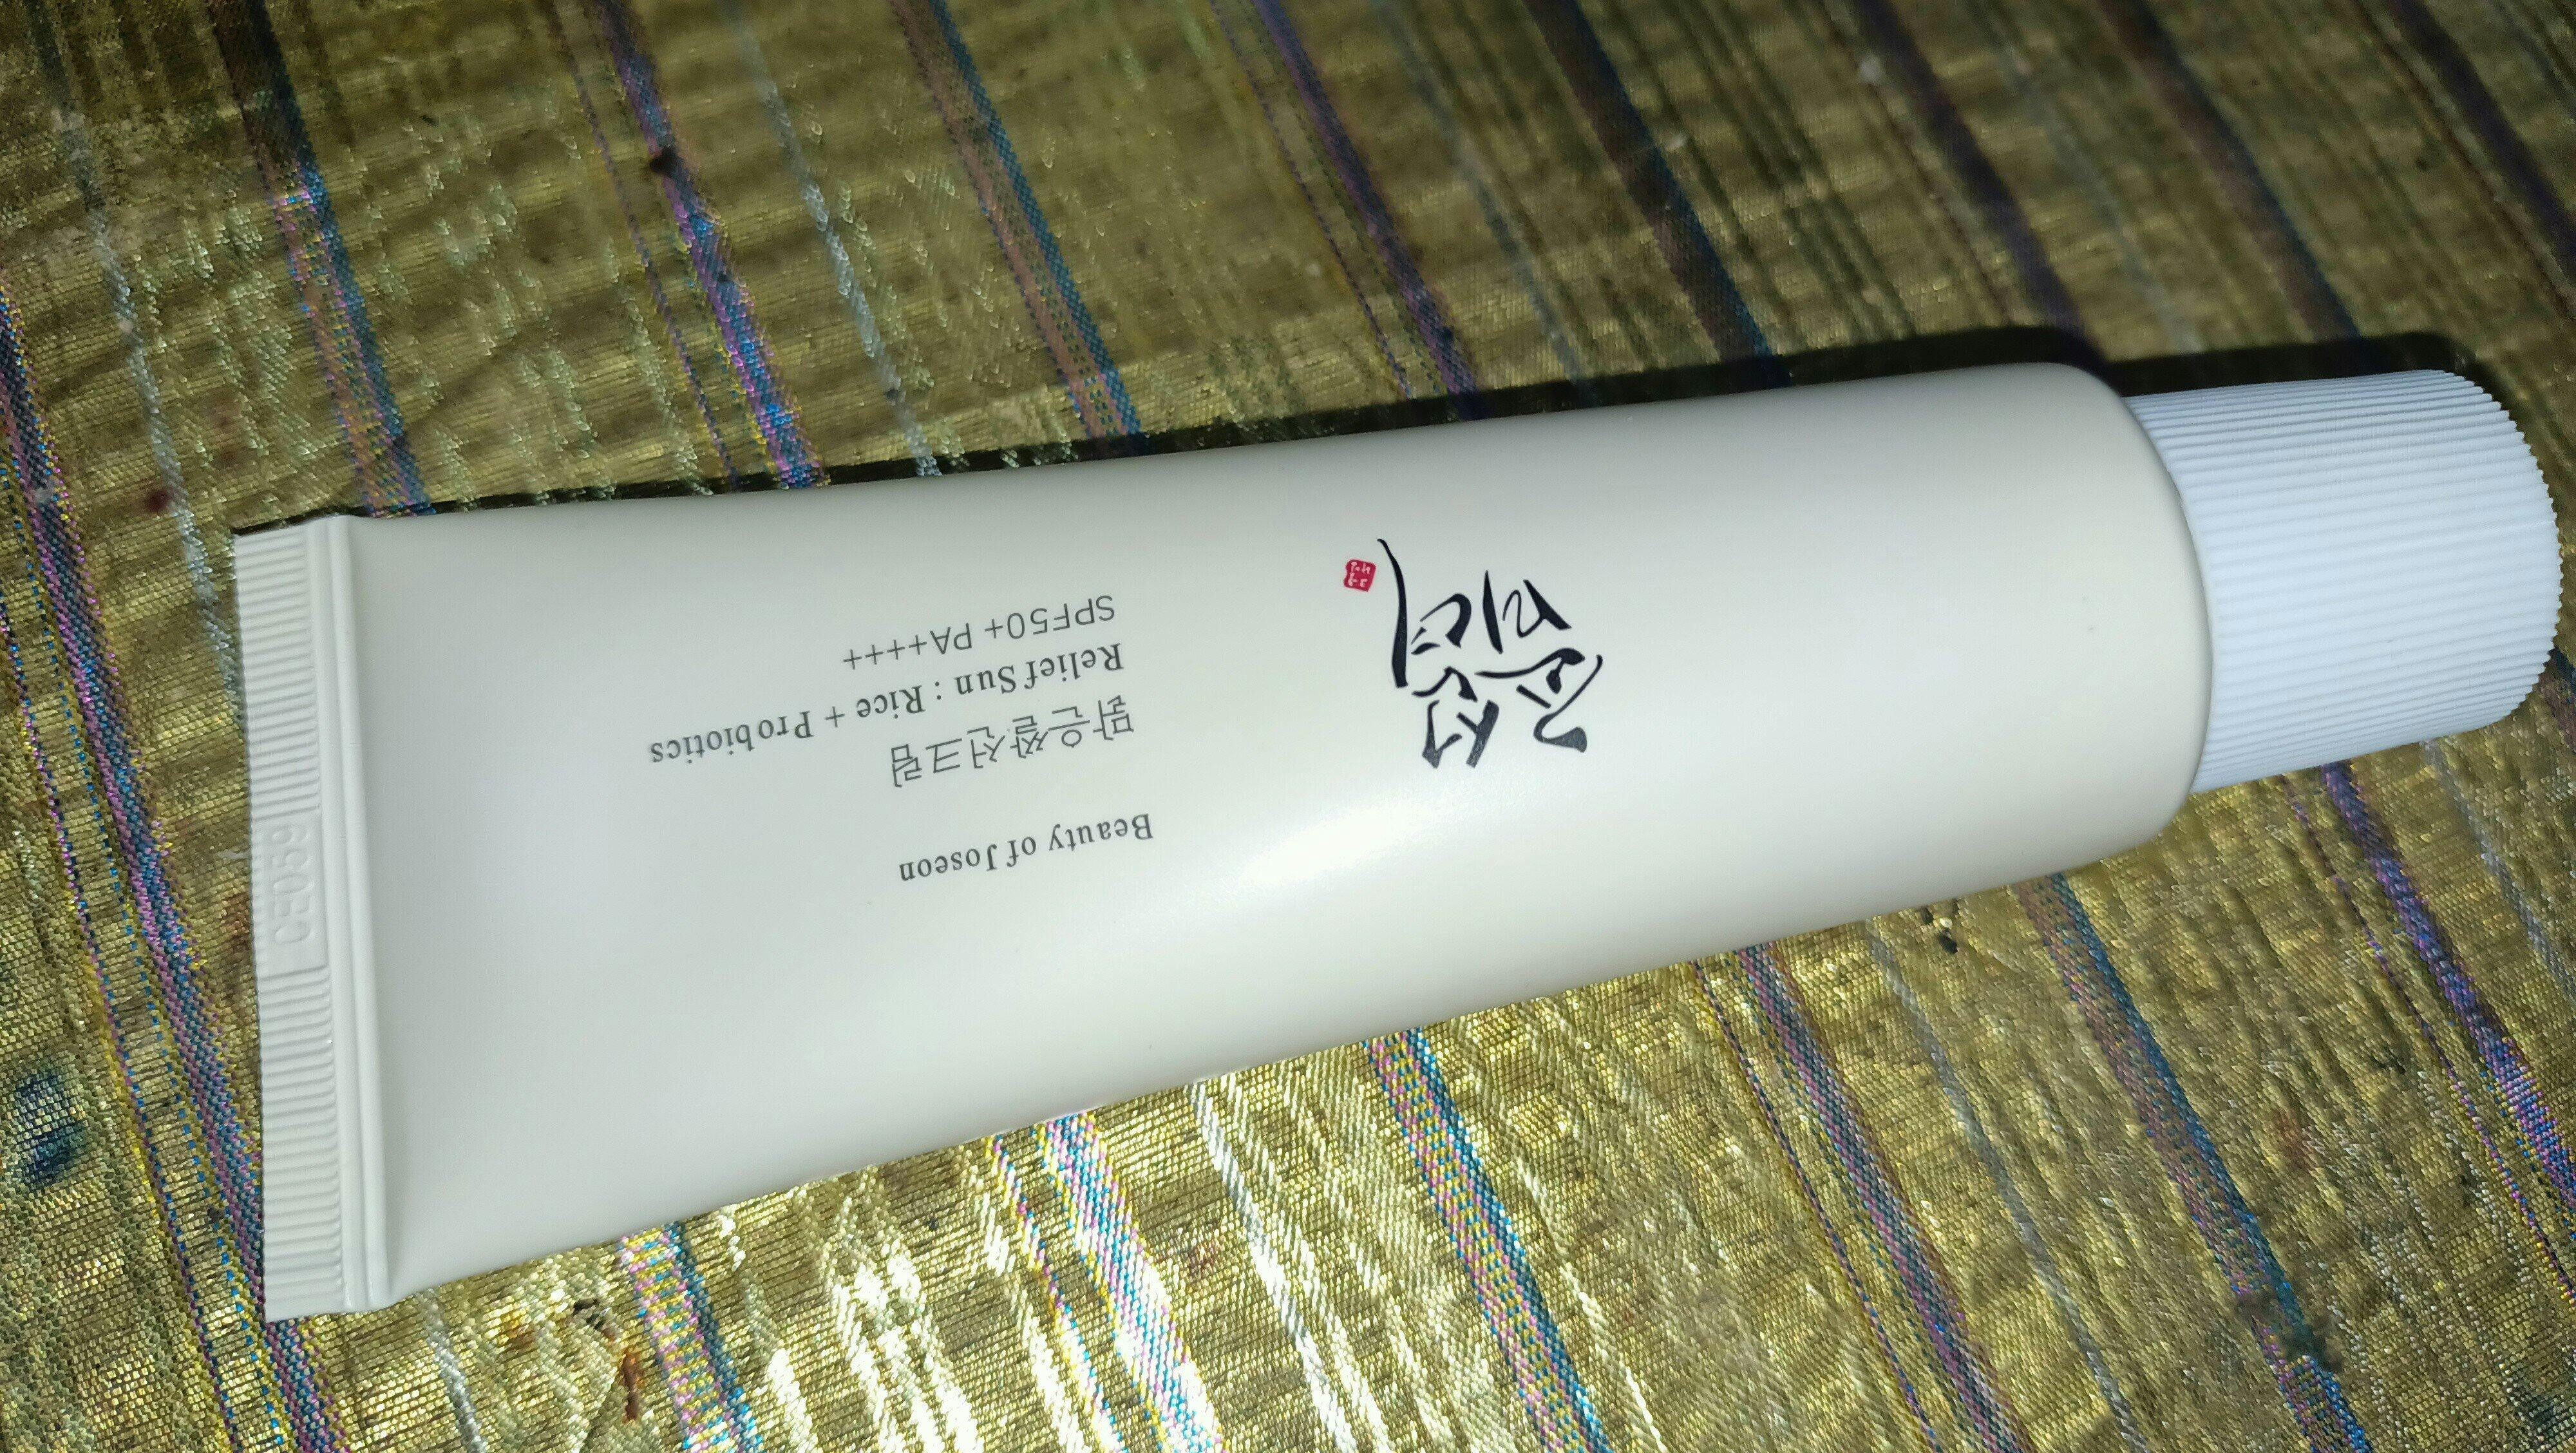 조선
미녀
Beauty of Joseon
맑은쌀선크림
Relief Sun : Rice + Probiotics
SPF50+ PA++++
CE059